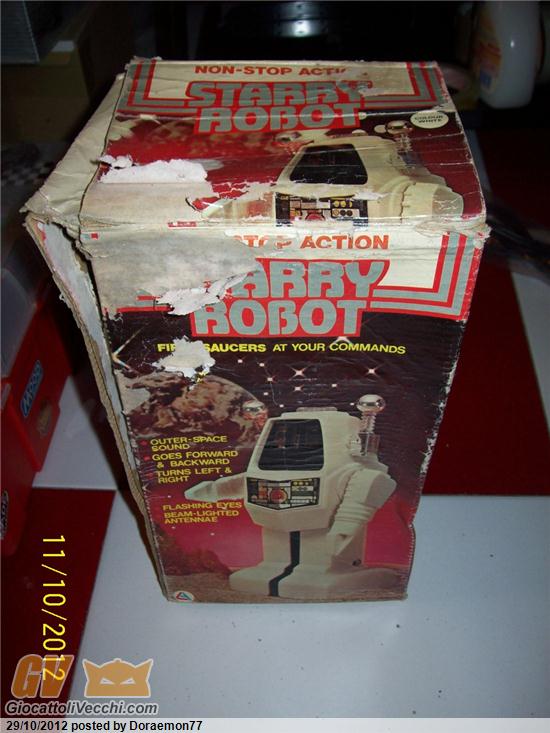 NON-STOP
STARRY
ROBOT
COLOUR
WHITE
STOP ACTION
STARRY
ROBOT
SAUCERS AT YOUR COMMANDS
• OUTER-SPACE
SOUND
• GOES FORWARD
& BACKWARD
TURNS LEFT &
RIGHT
FLASHING EYES
BEAM-LIGHTED
ANTENNAE
11/10/2012
GV
GiocattoliVecchi.com
29/10/2012 posted by Doraemon77